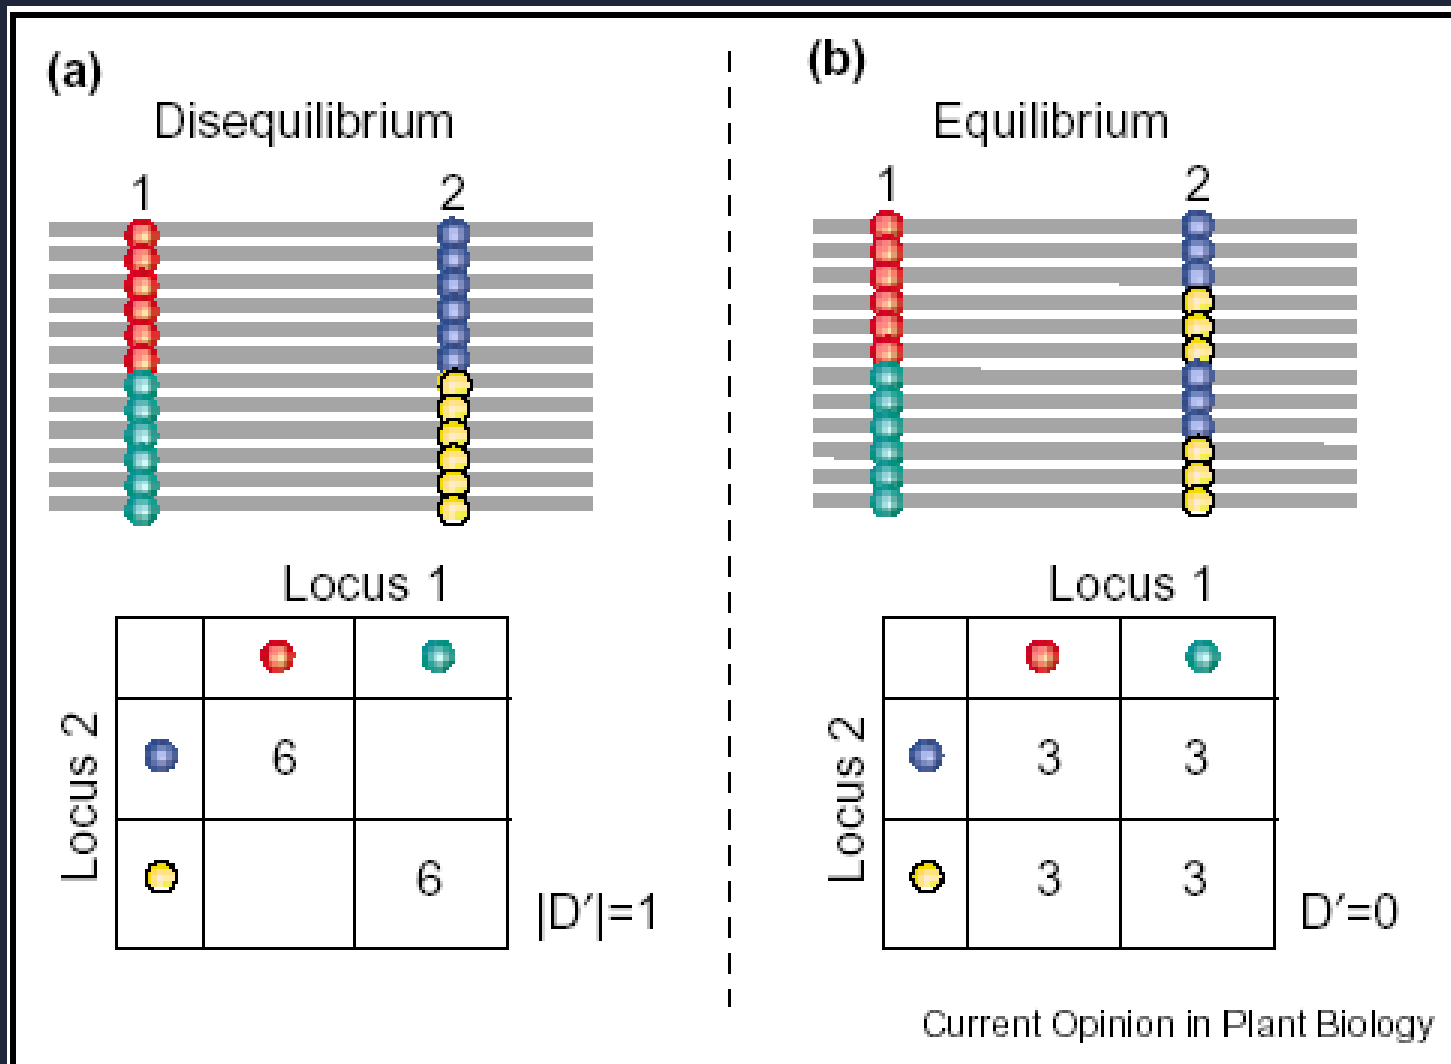 (a)
Disequilibrium
1 2
Locus 1
Locus 2
6
6
|D′|=1
(b)
Equilibrium
1 2
Locus 1
Locus 2
3 3
3 3
D′=0
Current Opinion in Plant Biology